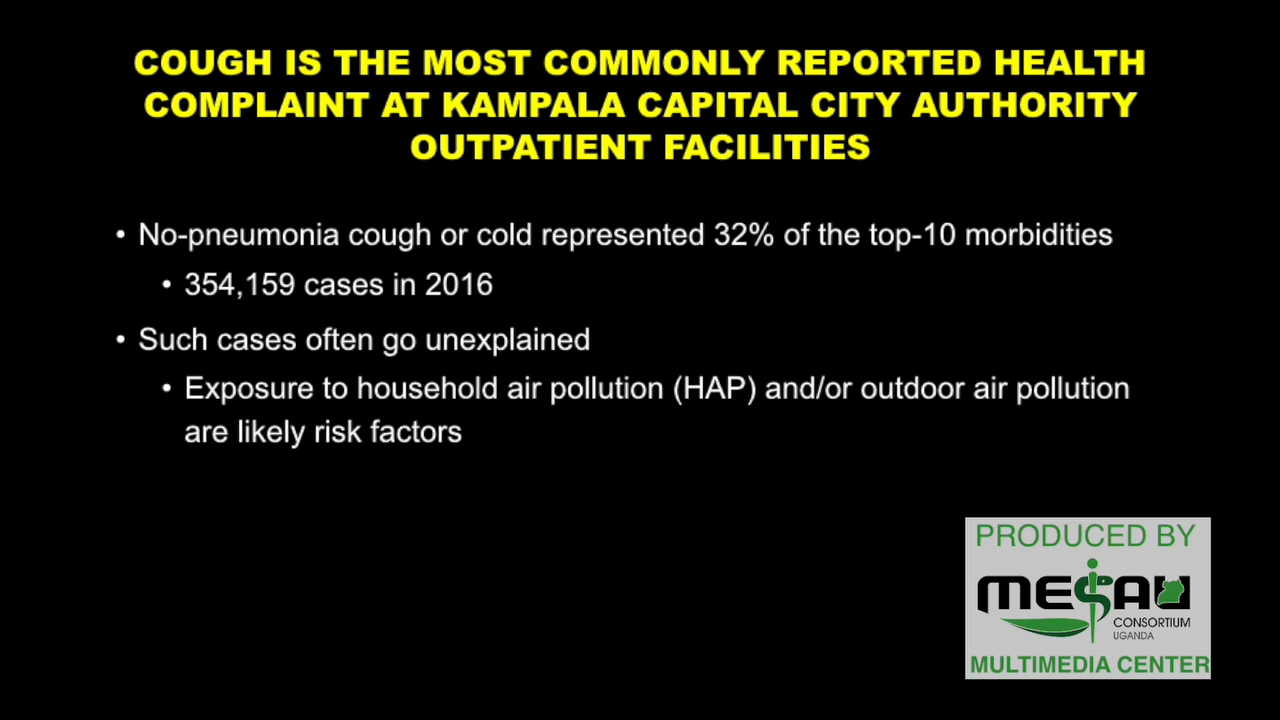 COUGH IS THE MOST COMMONLY REPORTED HEALTH
COMPLAINT AT KAMPALA CAPITAL CITY AUTHORITY
OUTPATIENT FACILITIES
• No-pneumonia cough or cold represented 32% of the top-10 morbidities
• 354,159 cases in 2016
• Such cases often go unexplained
• Exposure to household air pollution (HAP) and/or outdoor air pollution
are likely risk factors
PRODUCED BY
MESAU
CONSORTIUM
UGANDA
MULTIMEDIA CENTER